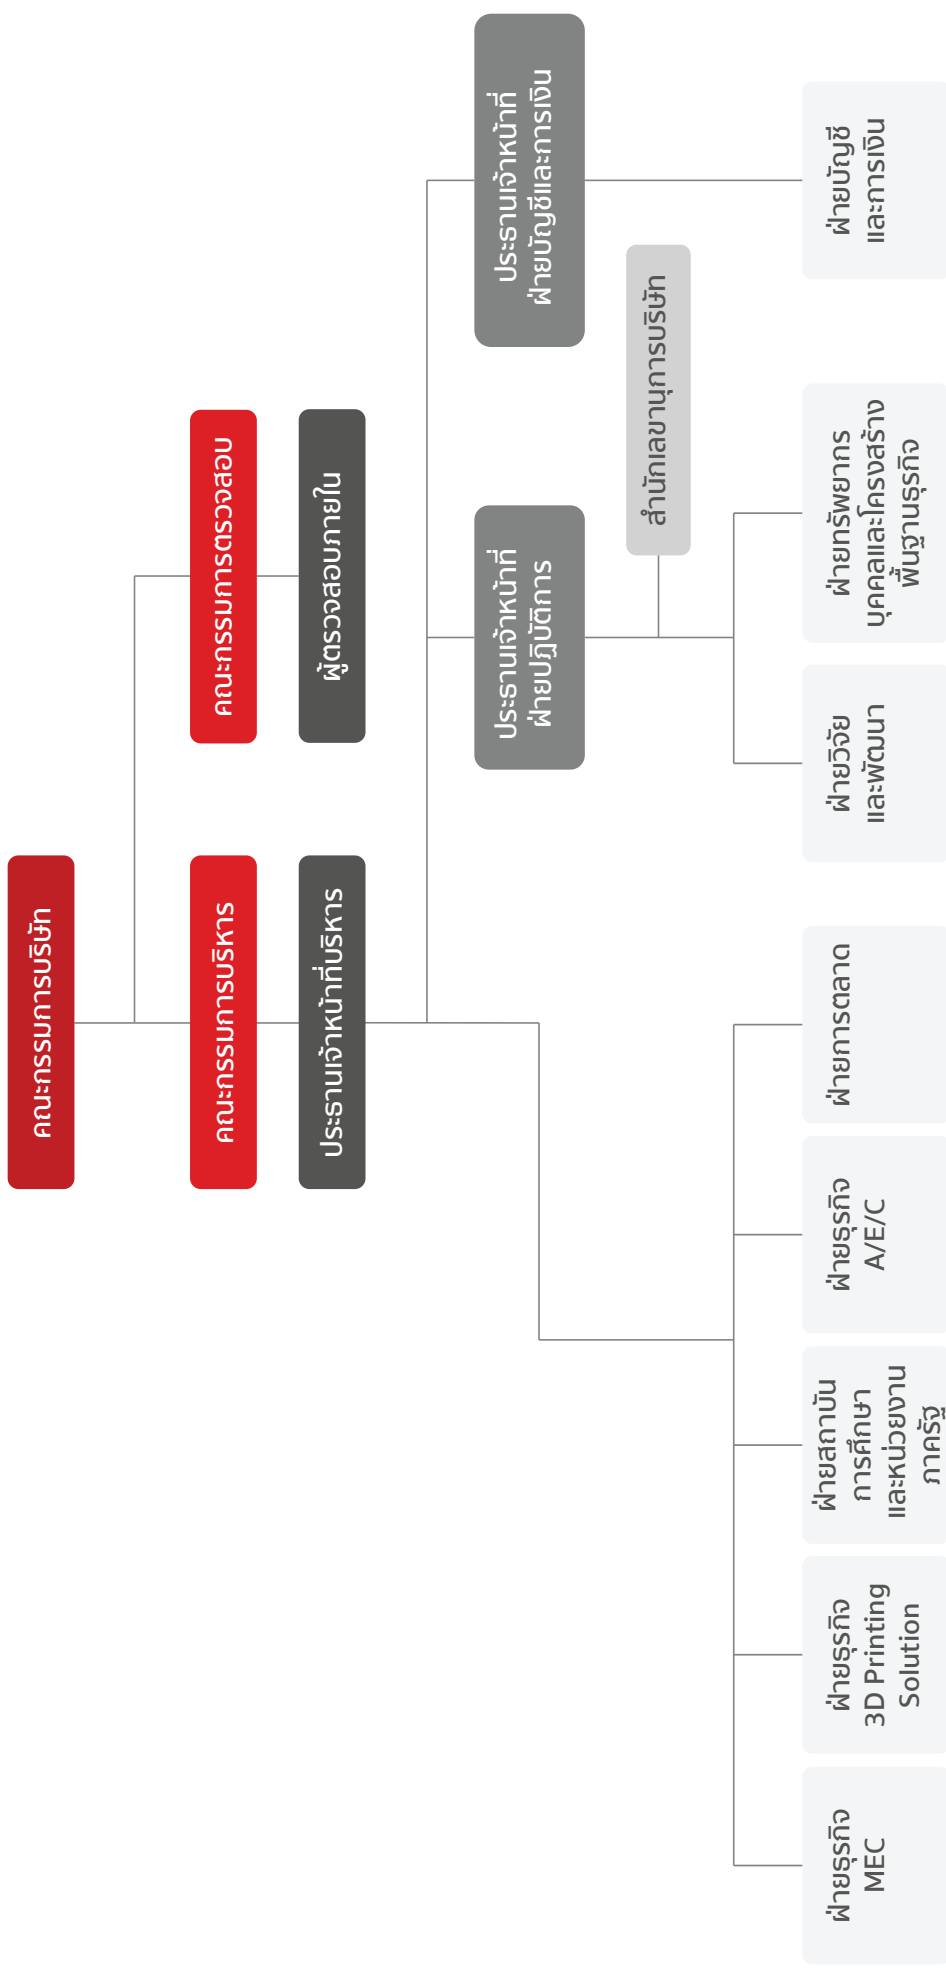 คณะกรรมการบริษัท
คณะกรรมการบริหาร
คณะกรรมการตรวจสอบ
ประธานเจ้าหน้าที่บริหาร
ผู้ตรวจสอบภายใน
ประธานเจ้าหน้าที่
ฝ่ายปฏิบัติการ
ประธานเจ้าหน้าที่
ฝ่ายบัญชีและการเงิน
สำนักเลขานุการบริษัท
ฝ่ายธุรกิจ
MEC
ฝ่ายธุรกิจ
3D Printing
Solution
ฝ่ายสถาบัน
การศึกษา
และหน่วยงาน
ภาครัฐ
ฝ่ายธุรกิจ
A/E/C
ฝ่ายการตลาด
ฝ่ายวิจัย
และพัฒนา
ฝ่ายทรัพยากร
บุคคลและโครงสร้าง
พื้นฐานธุรกิจ
ฝ่ายบัญชี
และการเงิน